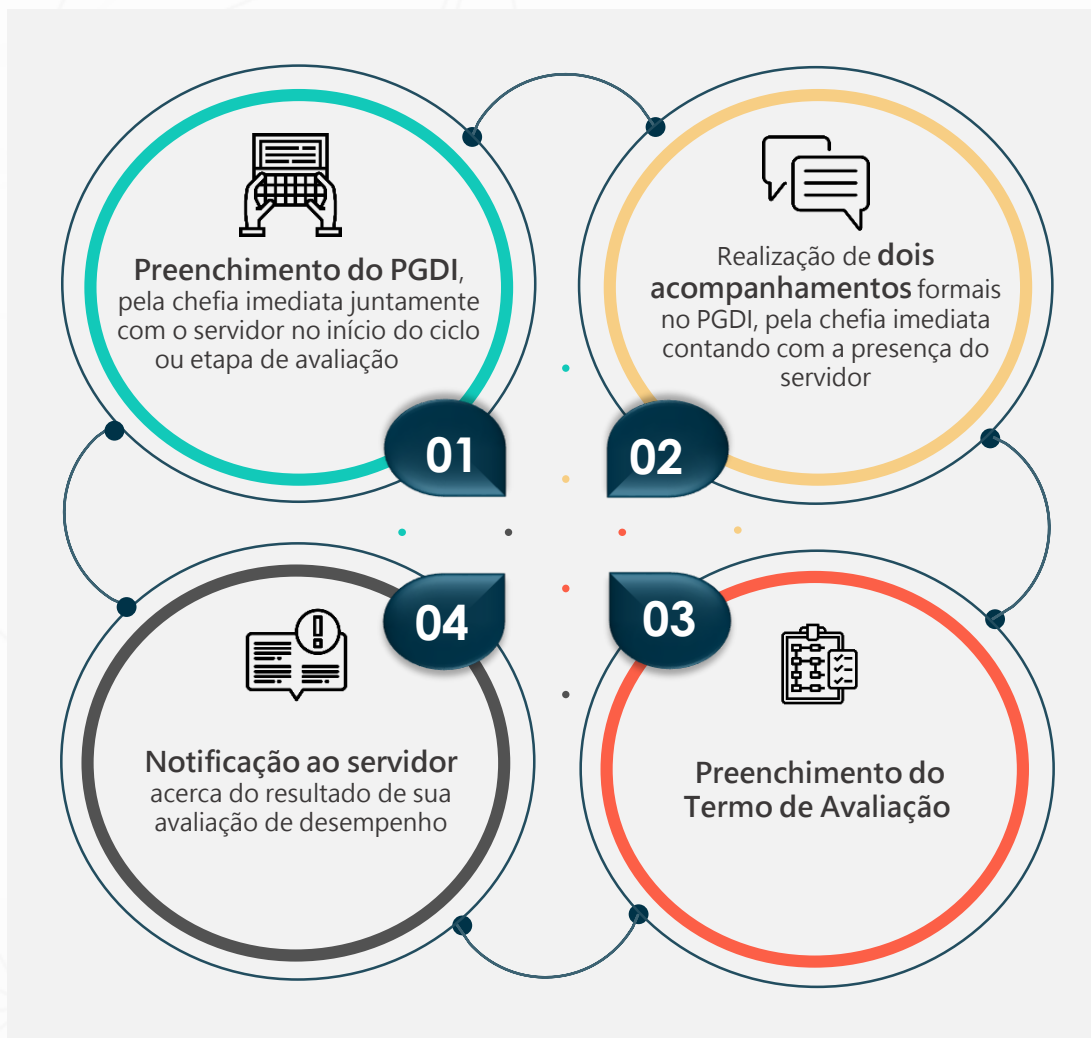 Preenchimento do PGDI,
pela chefia imediata juntamente
com o servidor no início do ciclo
ou etapa de avaliação
01
Realização de dois
acompanhamentos formais
no PGDI, pela chefia imediata
contando com a presença do
servidor
02
03
Preenchimento do
Termo de Avaliação
04
Notificação ao servidor
acerca do resultado de sua
avaliação de desempenho